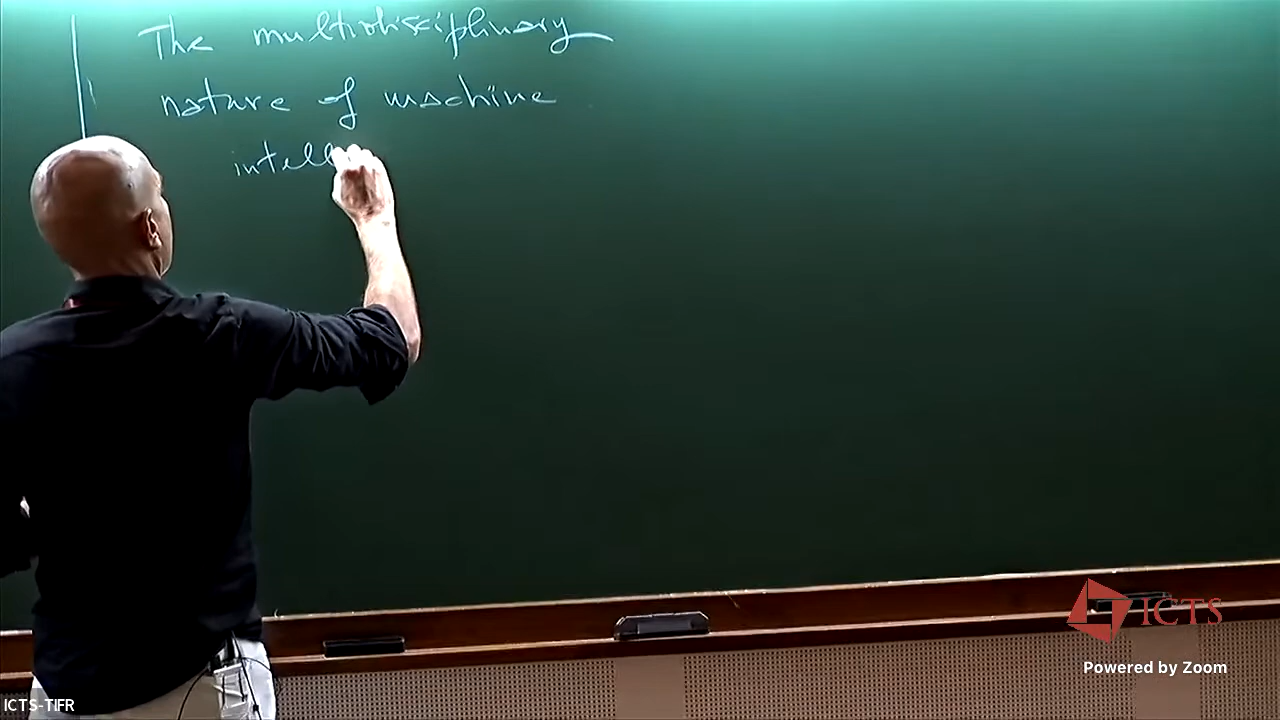 The multidisciplinary
nature of machine
intell
ICTS
Powered by Zoom
ICTS-TIFR